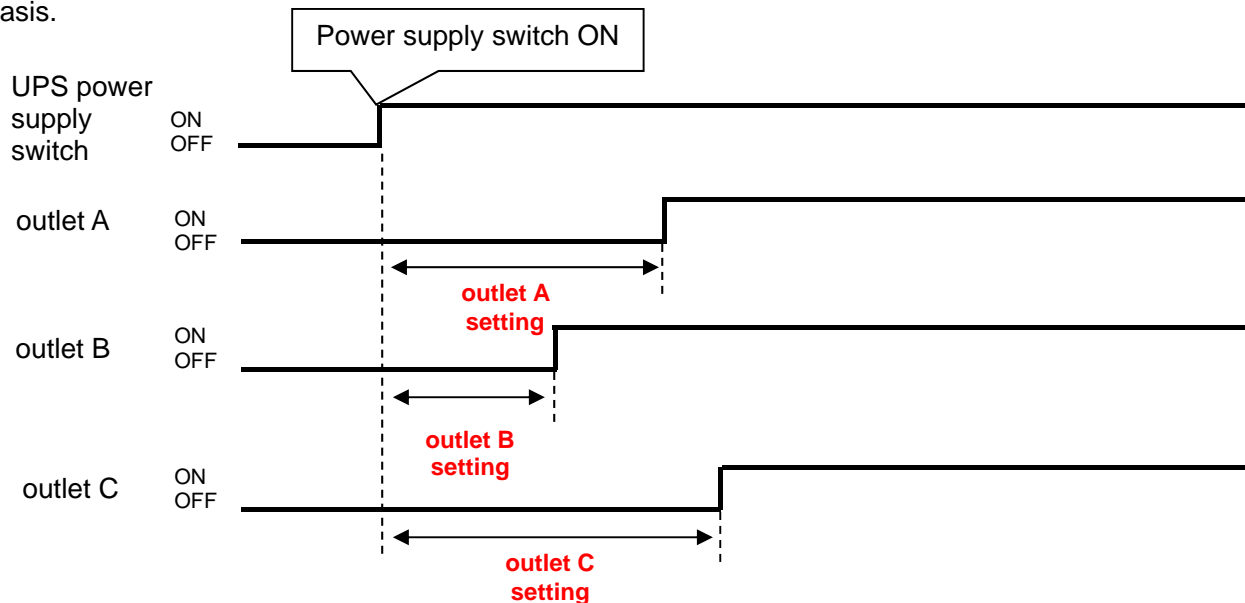 asis.
Power supply switch ON
UPS power
supply
switch
ON
OFF
outlet A
ON
OFF
outlet A
setting
outlet B
ON
OFF
outlet B
setting
outlet C
ON
OFF
outlet C
setting